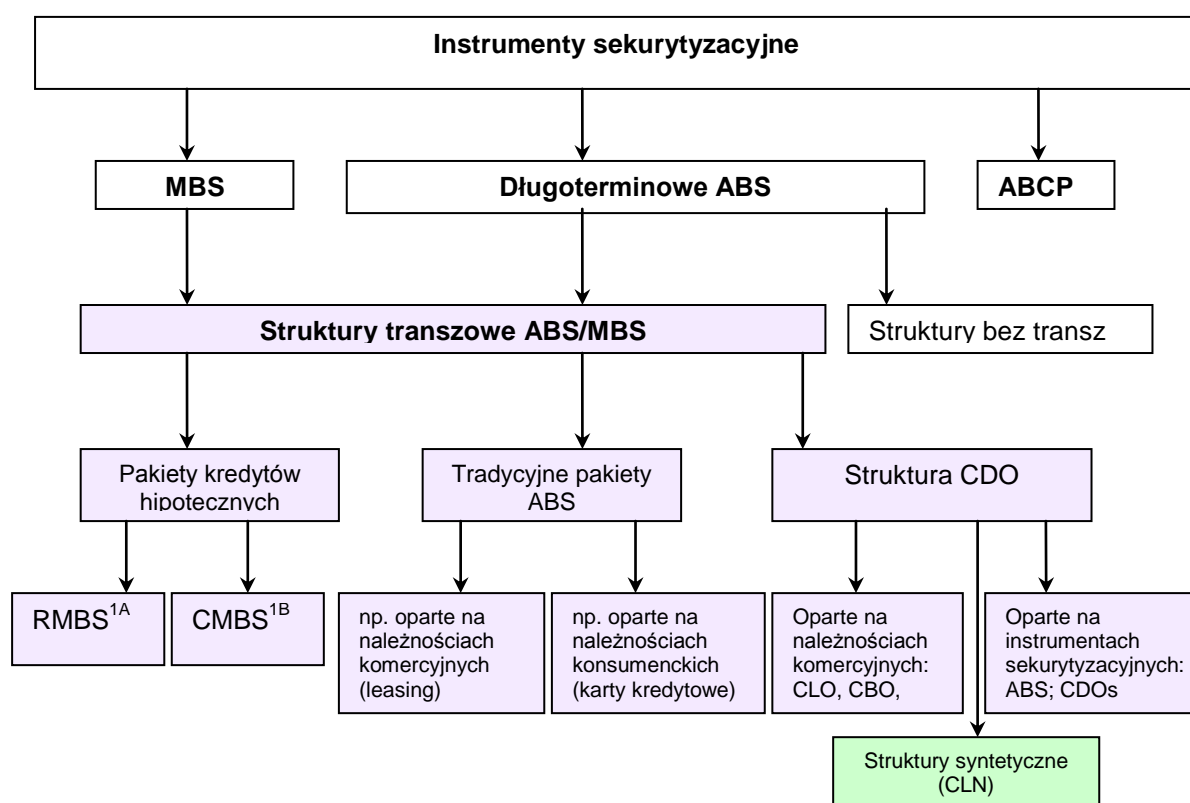 Instrumenty sekurytyzacyjne
MBS
Długoterminowe ABS
ABCP
Struktury transzowe ABS/MBS
Struktury bez transz
Pakiety kredytów
hipotecznych
Tradycyjne pakiety
ABS
Struktura CDO
RMBS1A
CMBS1B
np. oparte na
należnościach
komercyjnych
(leasing)
np. oparte na
należnościach
konsumenckich
(karty kredytowe)
Oparte na
należnościach
komercyjnych:
CLO, CBO,
Oparte na
instrumentach
sekurytyzacyjnych:
ABS; CDOs
Struktury syntetyczne
(CLN)